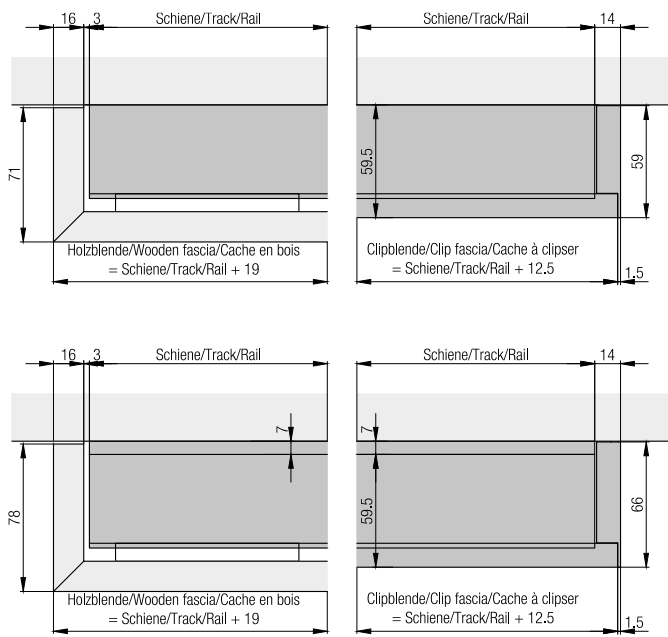 16 3 Schiene/Track/Rail
Schiene/Track/Rail 14
71
59.5
59
Holzblende/Wooden fascia/Cache en bois
= Schiene/Track/Rail + 19
Clipblende/Clip fascia/Cache à clipser
= Schiene/Track/Rail + 12.5
1.5
16 3 Schiene/Track/Rail
Schiene/Track/Rail 14
7
7
78
59.5
66
Holzblende/Wooden fascia/Cache en bois
= Schiene/Track/Rail + 19
Clipblende/Clip fascia/Cache à clipser
= Schiene/Track/Rail + 12.5
1.5